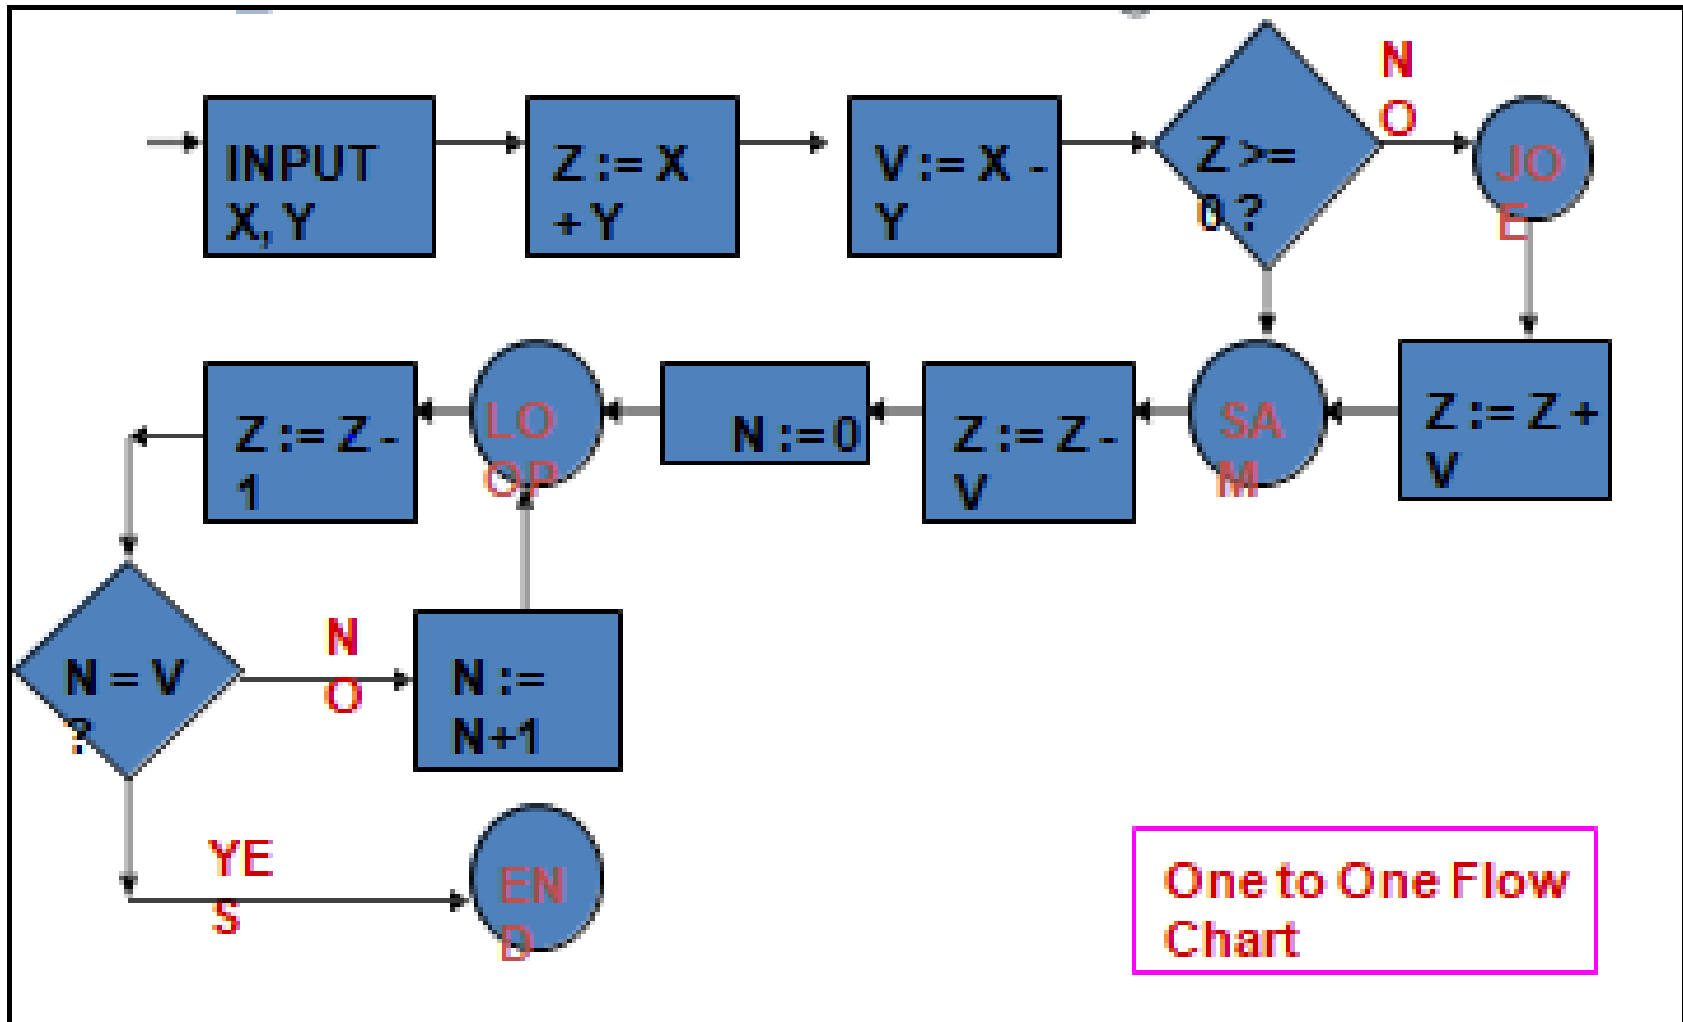 INPUT
X, Y
Z := X
+ Y
V := X -
Y
Z >=
0 ?
N
O
JO
E
Z := Z -
1
LO
OP
N := 0
Z := Z -
V
SA
M
Z := Z +
V
N = V
?
N
O
N :=
N+1
YE
S
EN
D
One to One Flow
Chart